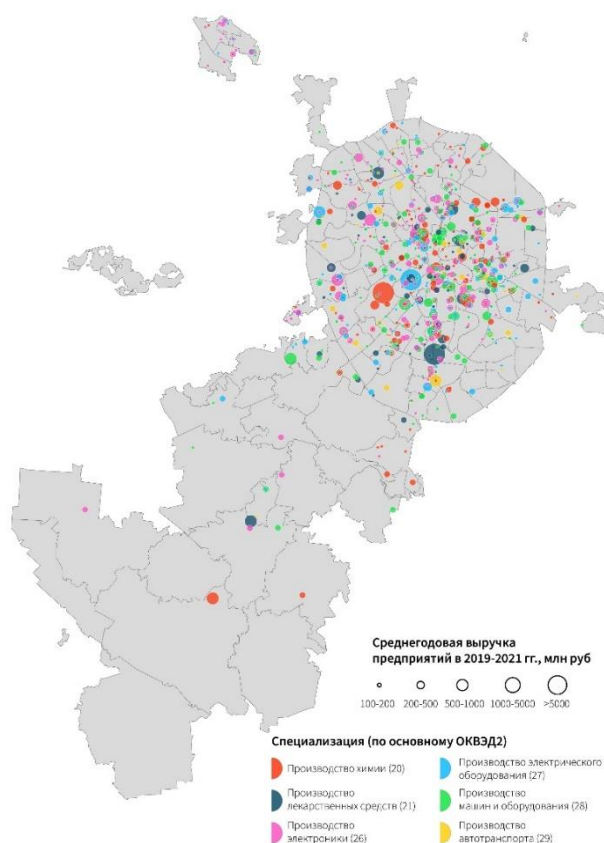 Среднегодовая выручка
предприятий в 2019-2021 гг., млн руб
100-200 200-500 500-1000 1000-5000 >5000
Специализация (по основному ОКВЭД2)
Производство химии (20)
Производство
лекарственных средств (21)
Производство
электроники (26)
Производство электрического
оборудования (27)
Производство
машин и оборудования (28)
Производство
автотранспорта (29)